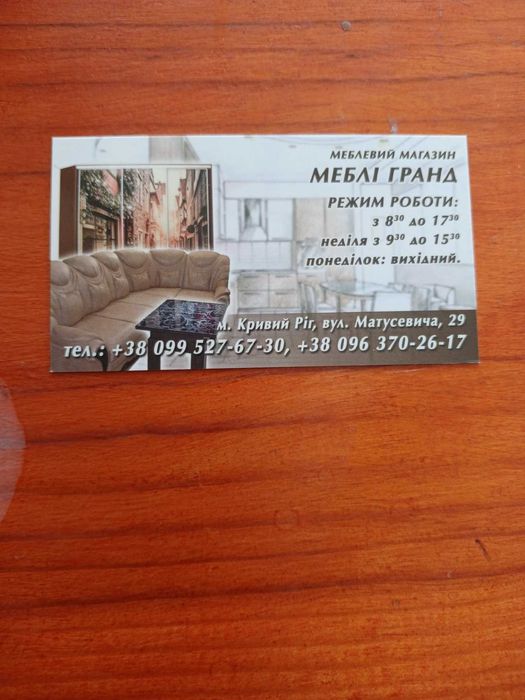 МЕБЛЕВИЙ МАГАЗИН
МЕБЛІ ГРАНД
РЕЖИМ РОБОТИ:
з 8³⁰ до 17³⁰
неділя з 9³⁰ до 15³⁰
понеділок: вихідний.
м. Кривий Ріг, вул. Матусевича, 29
тел.: +38 099 527-67-30, +38 096 370-26-17